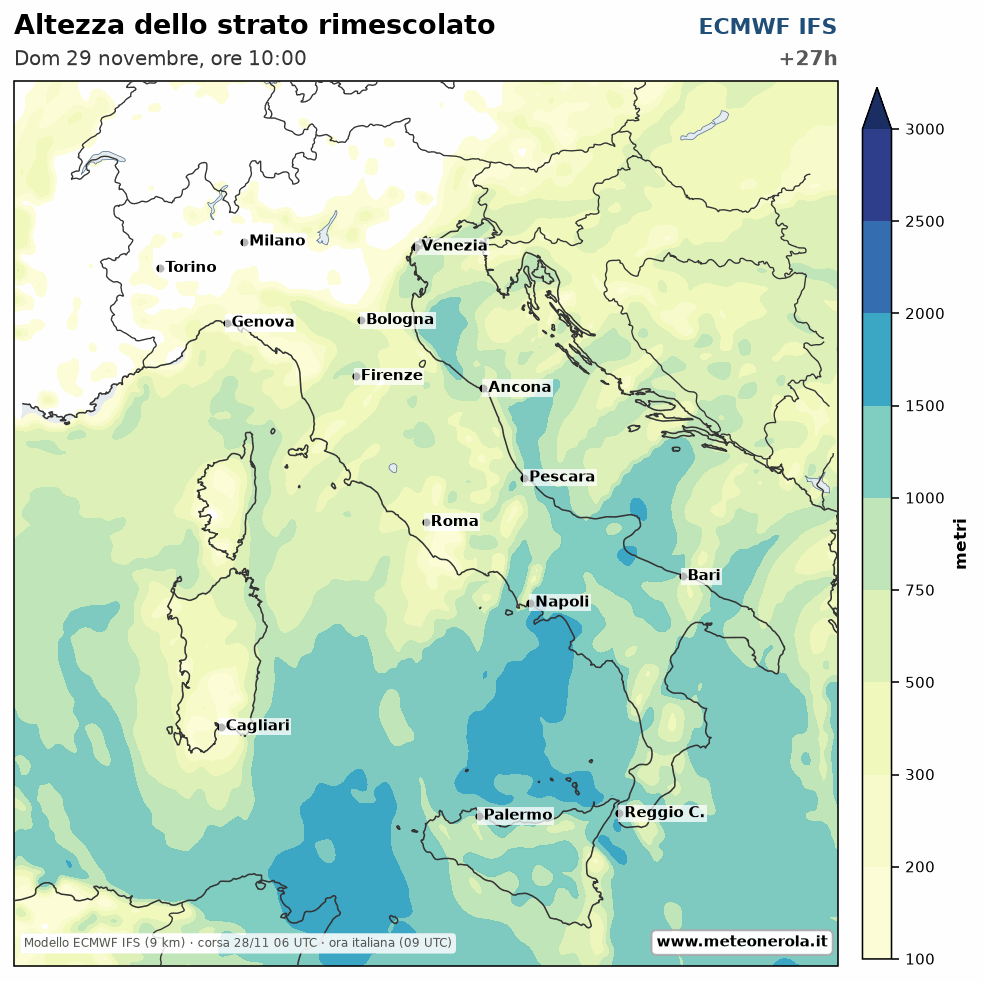 Altezza dello strato rimescolato
ECMWF IFS
Dom 29 novembre, ore 10:00
+27h
Milano
Venezia
Torino
Genova
Bologna
Firenze
Ancona
Pescara
Roma
Bari
Napoli
Cagliari
Palermo
Reggio C.
3000
2500
2000
1500
1000
750
500
300
200
100
metri
Modello ECMWF IFS (9 km) · corsa 28/11 06 UTC · ora italiana (09 UTC)
www.meteonerola.it